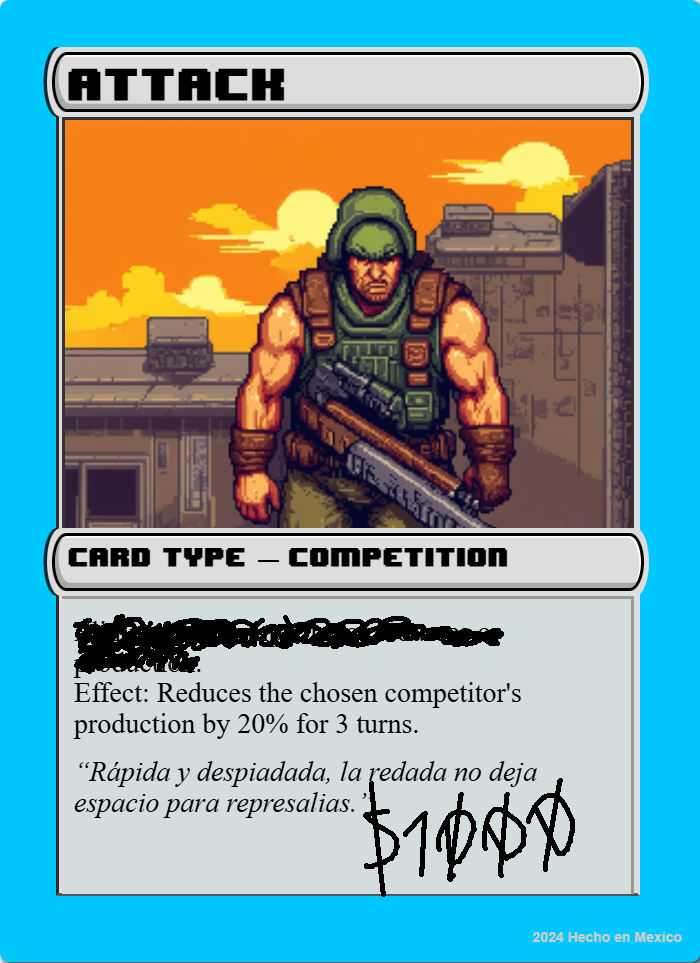 ATTACK
CARD TYPE – COMPETITION
Effect: Reduces the chosen competitor's
production by 20% for 3 turns.
“Rápida y despiadada, la redada no deja
espacio para represalias.”
$1000
2024 Hecho en Mexico